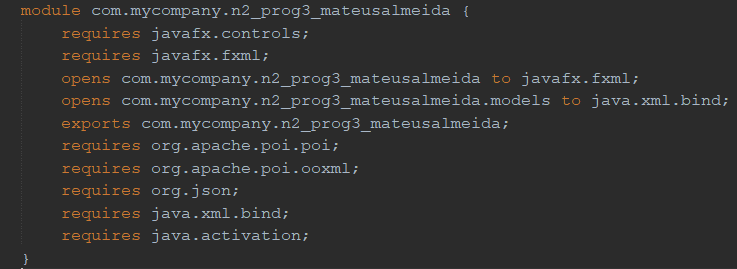 module com.mycompany.n2_prog3_mateusalmeida {
requires javafx.controls;
requires javafx.fxml;
opens com.mycompany.n2_prog3_mateusalmeida to javafx.fxml;
opens com.mycompany.n2_prog3_mateusalmeida.models to java.xml.bind;
exports com.mycompany.n2_prog3_mateusalmeida;
requires org.apache.poi.poi;
requires org.apache.poi.ooxml;
requires org.json;
requires java.xml.bind;
requires java.activation;
}